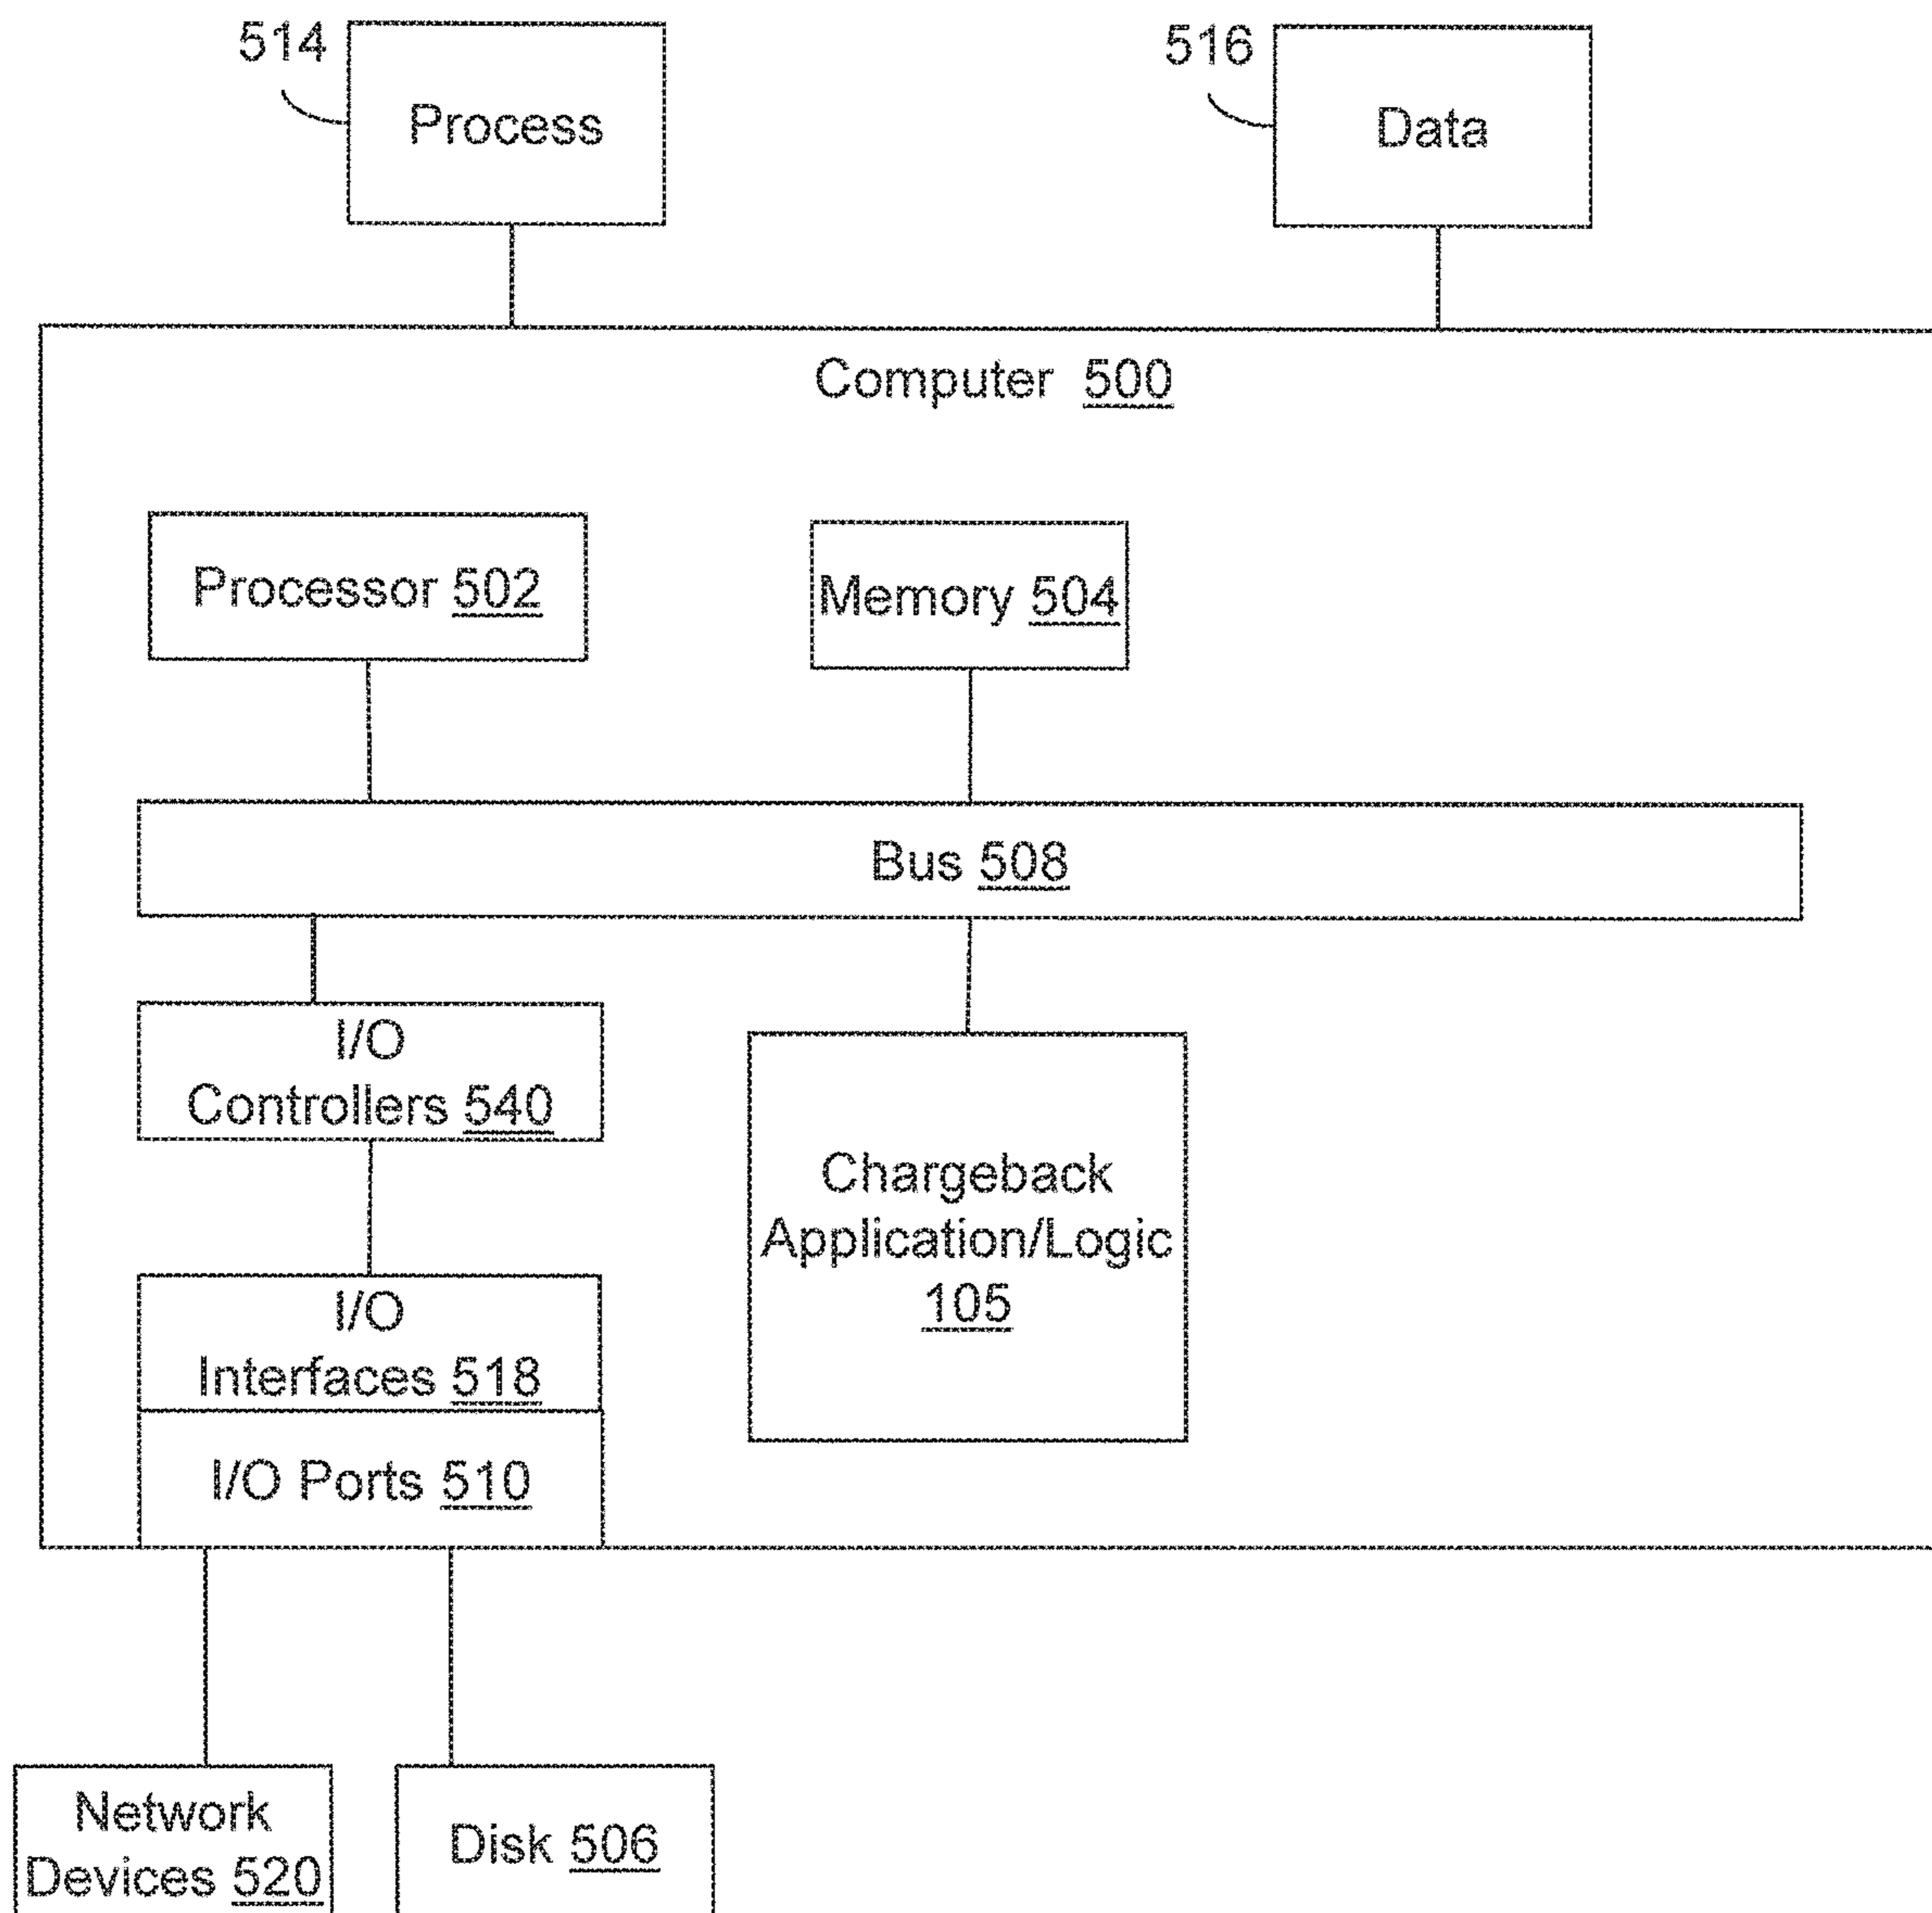 514
Process
516
Data
Computer 500
Processor 502
Memory 504
Bus 508
I/O
Controllers 540
Chargeback
Application/Logic
105
I/O
Interfaces 518
I/O Ports 510
Network
Devices 520
Disk 506